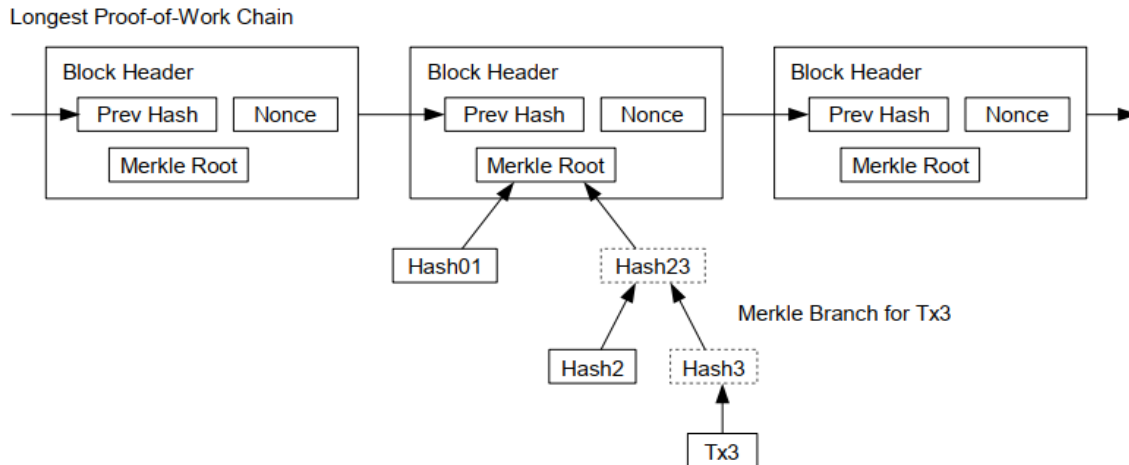 Longest Proof-of-Work Chain
Block Header
Prev Hash
Nonce
Merkle Root
Block Header
Prev Hash
Nonce
Merkle Root
Block Header
Prev Hash
Nonce
Merkle Root
Hash01
Hash23
Merkle Branch for Tx3
Hash2
Hash3
Tx3